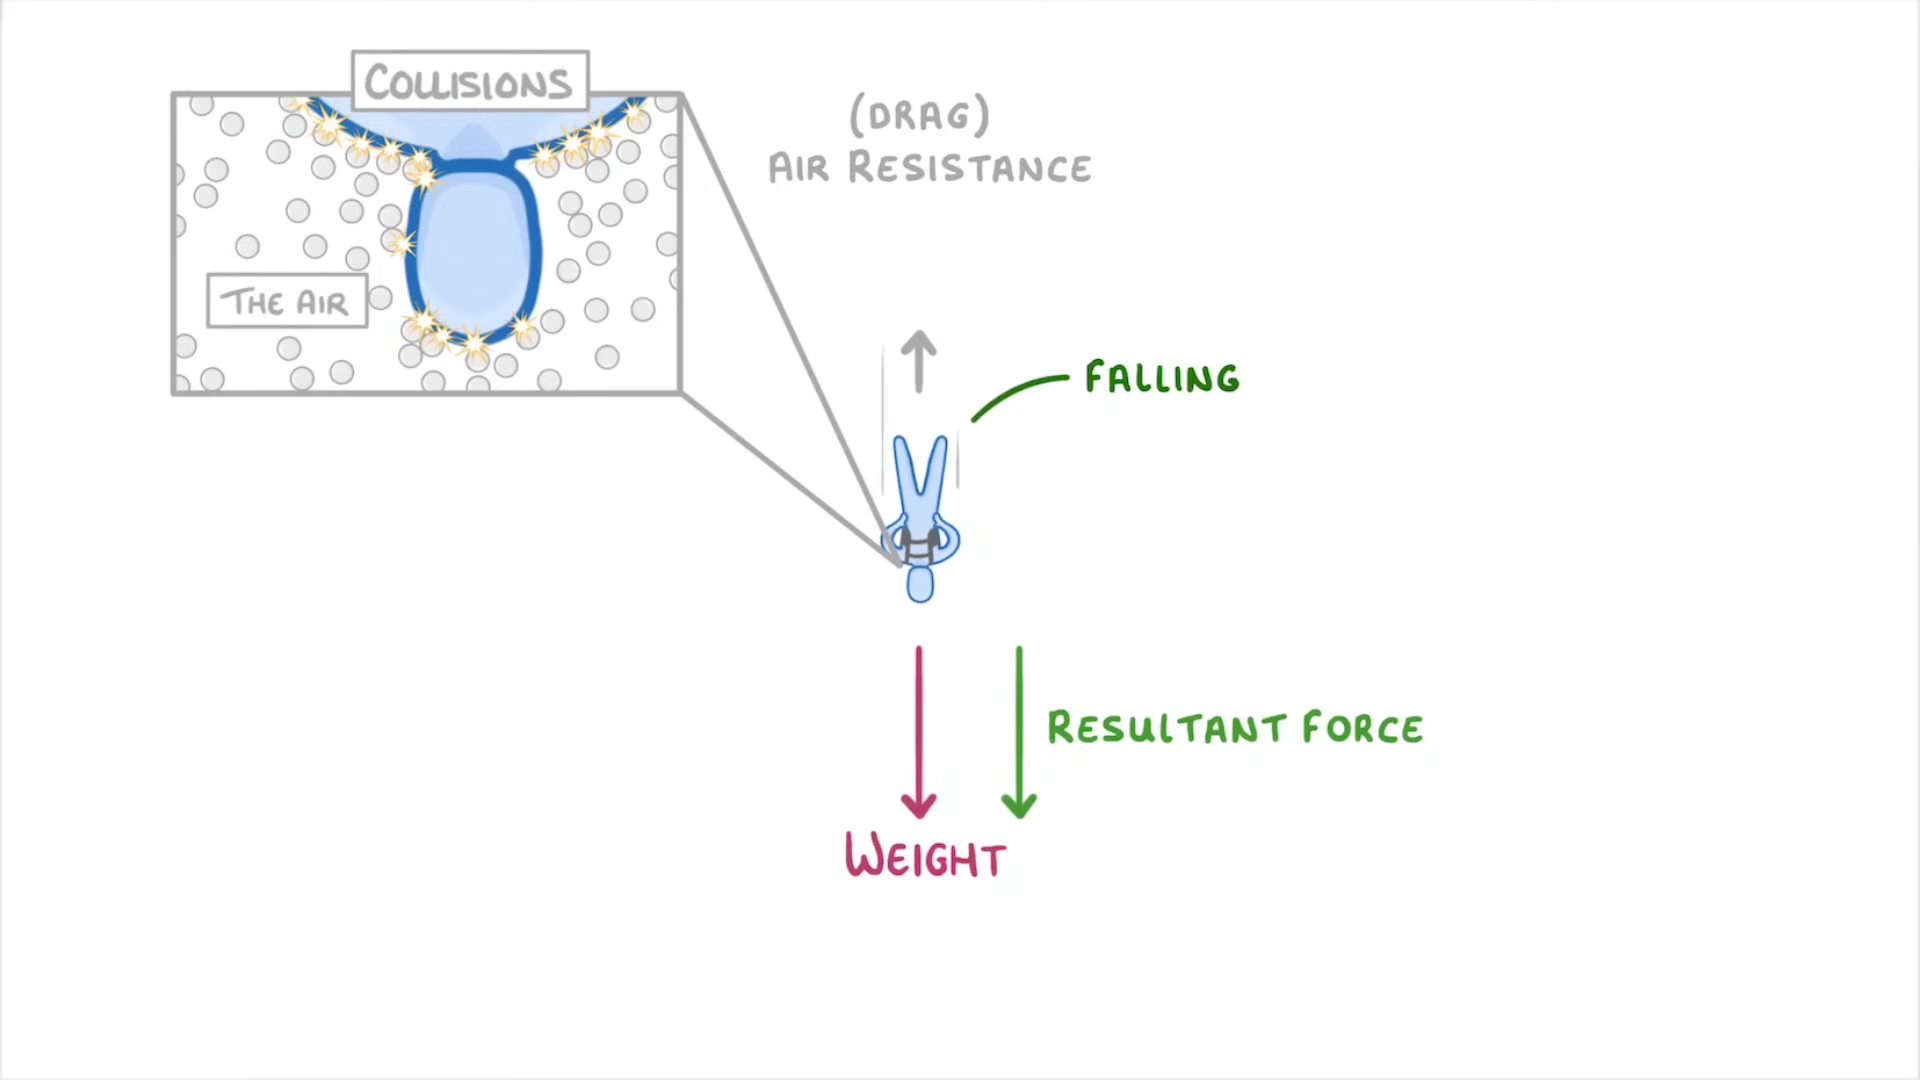 COLLISIONS
THE AIR
(DRAG)
AIR RESISTANCE
FALLING
RESULTANT FORCE
WEIGHT